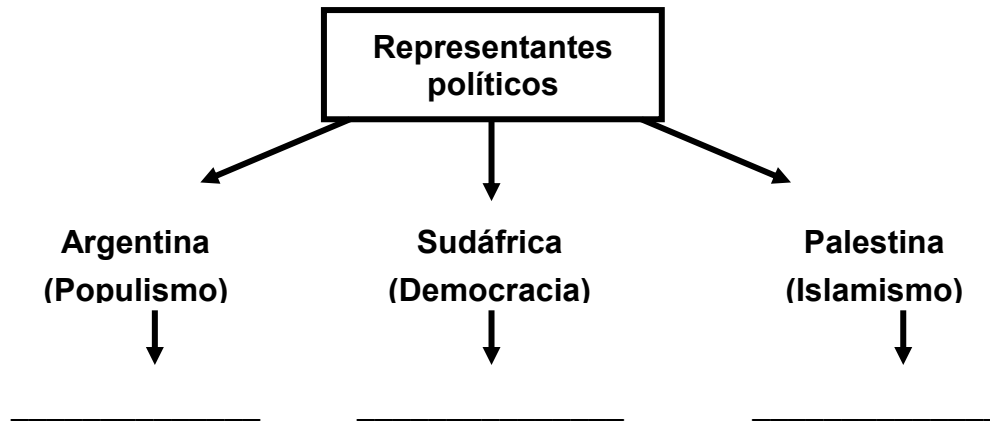 Representantes
políticos
Argentina
(Populismo)
Sudáfrica
(Democracia)
Palestina
(Islamismo)